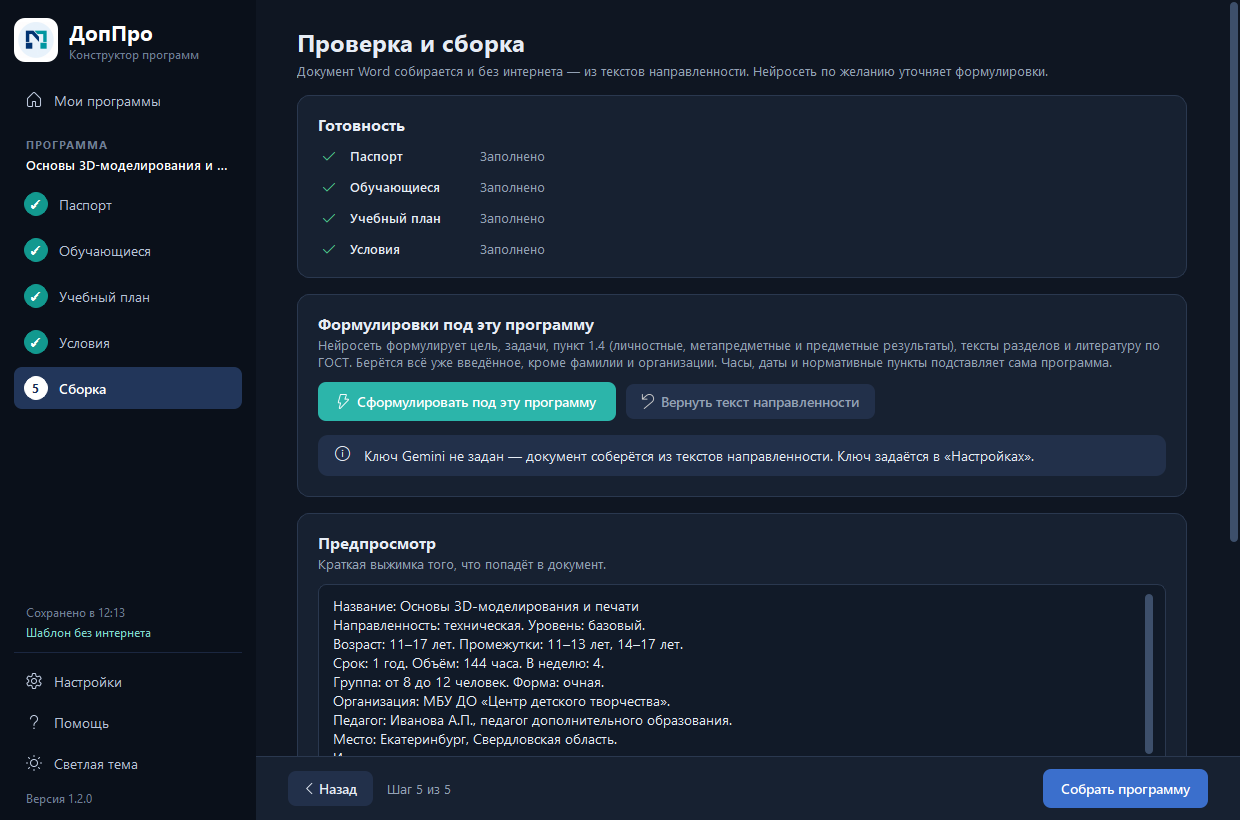 ДопПро
Конструктор программ
Мои программы
ПРОГРАММА
Основы 3D-моделирования и ...
Паспорт
Обучающиеся
Учебный план
Условия
5 Сборка
Сохранено в 12:13
Шаблон без интернета
Настройки
? Помощь
Светлая тема
Версия 1.2.0
Проверка и сборка
Документ Word собирается и без интернета — из текстов направленности. Нейросеть по желанию уточняет формулировки.
Готовность
Паспорт Заполнено
Обучающиеся Заполнено
Учебный план Заполнено
Условия Заполнено
Формулировки под эту программу
Нейросеть формулирует цель, задачи, пункт 1.4 (личностные, метапредметные и предметные результаты), тексты разделов и литературу по
ГОСТ. Берётся всё уже введённое, кроме фамилии и организации. Часы, даты и нормативные пункты подставляет сама программа.
Сформулировать под эту программу
Вернуть текст направленности
Ключ Gemini не задан — документ соберётся из текстов направленности. Ключ задаётся в «Настройках».
Предпросмотр
Краткая выжимка того, что попадёт в документ.
Название: Основы 3D-моделирования и печати
Направленность: техническая. Уровень: базовый.
Возраст: 11–17 лет. Промежутки: 11–13 лет, 14–17 лет.
Срок: 1 год. Объём: 144 часа. В неделю: 4.
Группа: от 8 до 12 человек. Форма: очная.
Организация: МБУ ДО «Центр детского творчества».
Педагог: Иванова А.П., педагог дополнительного образования.
Место: Екатеринбург, Свердловская область.
Назад
Шаг 5 из 5
Собрать программу